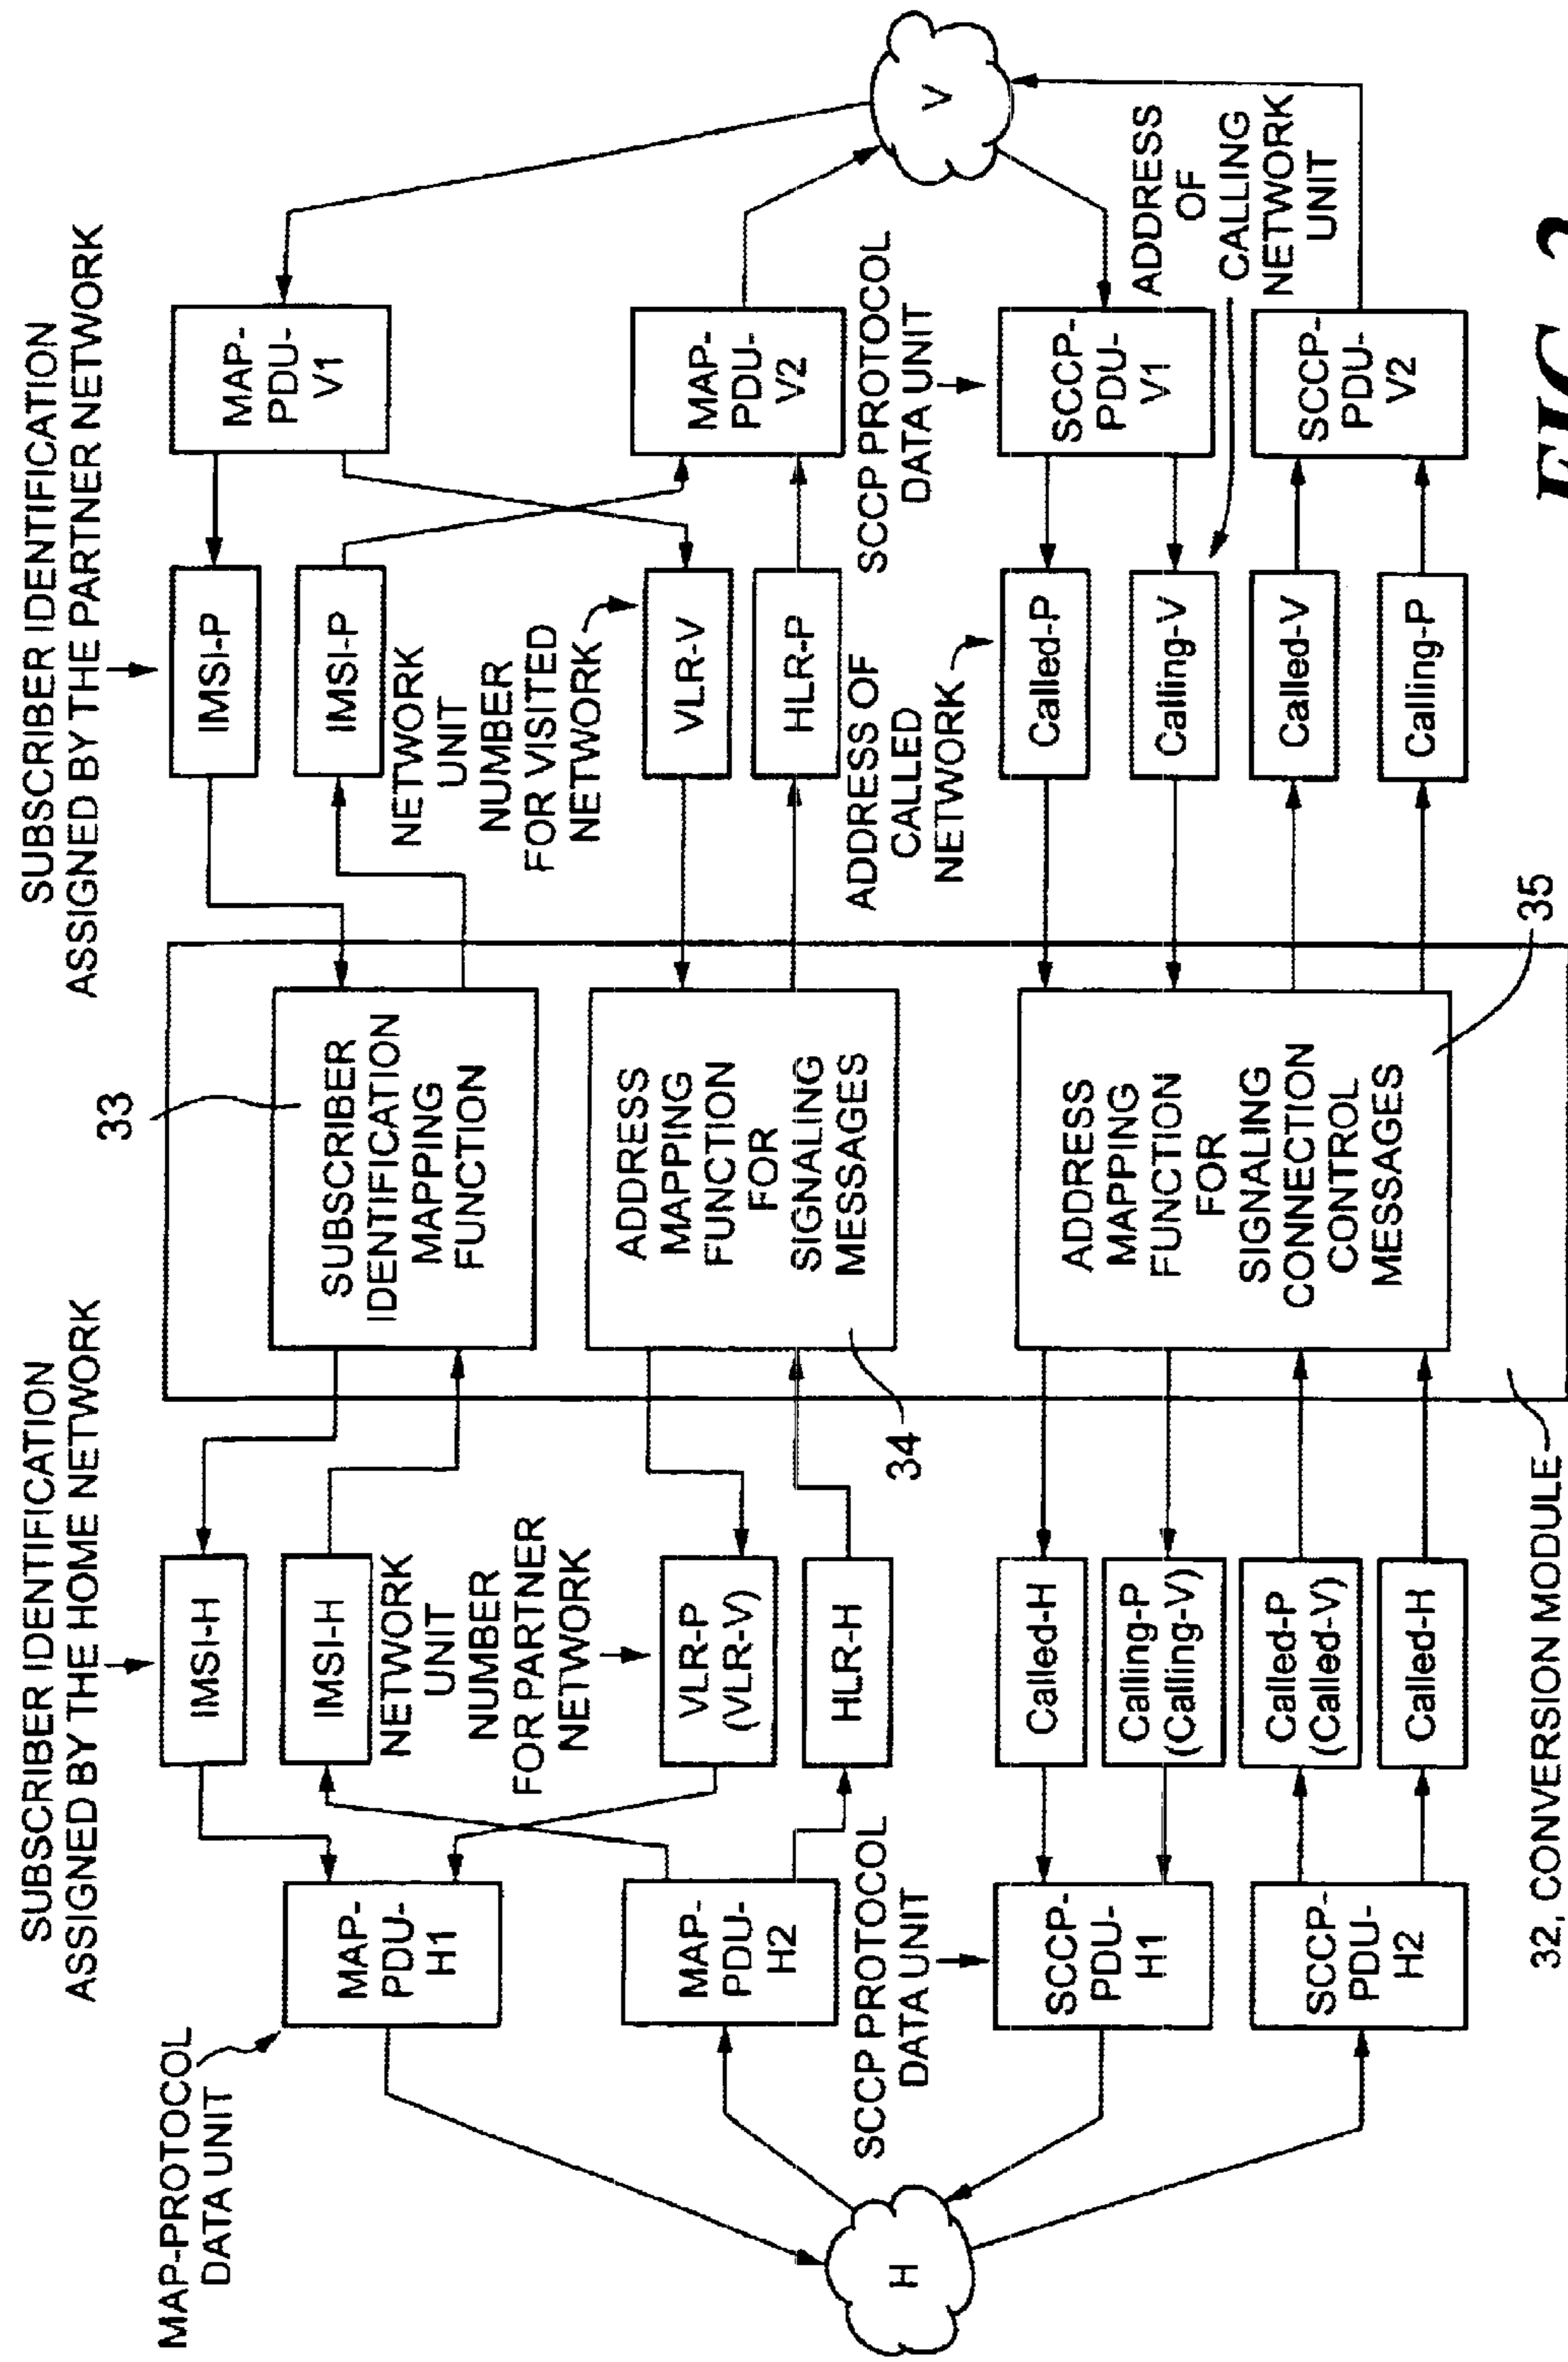 SUBSCRIBER IDENTIFICATION
ASSIGNED BY THE HOME NETWORK
SUBSCRIBER IDENTIFICATION
ASSIGNED BY THE PARTNER NETWORK
MAP-PROTOCOL
DATA UNIT
MAP-
PDU-
H1
IMSI-H
33
SUBSCRIBER
IDENTIFICATION
MAPPING
FUNCTION
IMSI-P
MAP-
PDU-
V1
IMSI-H
IMSI-P
NETWORK
UNIT
NUMBER
FOR PARTNER
NETWORK
NETWORK
UNIT
NUMBER
FOR VISITED
NETWORK
MAP-
PDU-
H2
VLR-P
(VLR-V)
HLR-H
ADDRESS
MAPPING
FUNCTION
FOR
SIGNALING
MESSAGES
34
VLR-V
HLR-P
MAP-
PDU-
V2
H
V
SCCP PROTOCOL
DATA UNIT
ADDRESS OF
CALLED
NETWORK
SCCP PROTOCOL
DATA UNIT
SCCP-
PDU-
H1
Called-H
Calling-P
(Calling-V)
ADDRESS
MAPPING
FUNCTION
FOR
SIGNALING
CONNECTION
CONTROL
MESSAGES
Called-P
Calling-V
SCCP-
PDU-
V1
ADDRESS
OF
CALLING
NETWORK
UNIT
SCCP-
PDU-
H2
Called-P
(Called-V)
Called-H
35
Called-V
Calling-P
SCCP-
PDU-
V2
32, CONVERSION MODULE